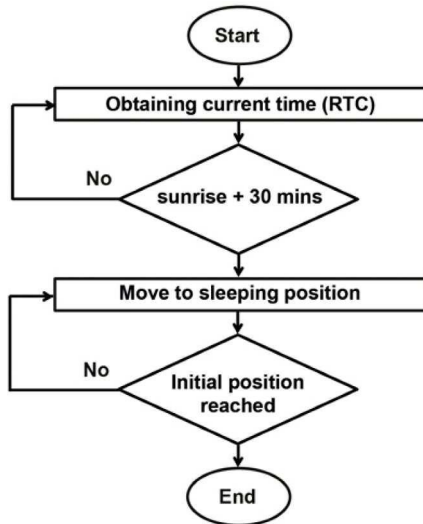 Start
Obtaining current time (RTC)
No
sunrise + 30 mins
Move to sleeping position
No
Initial position
reached
End